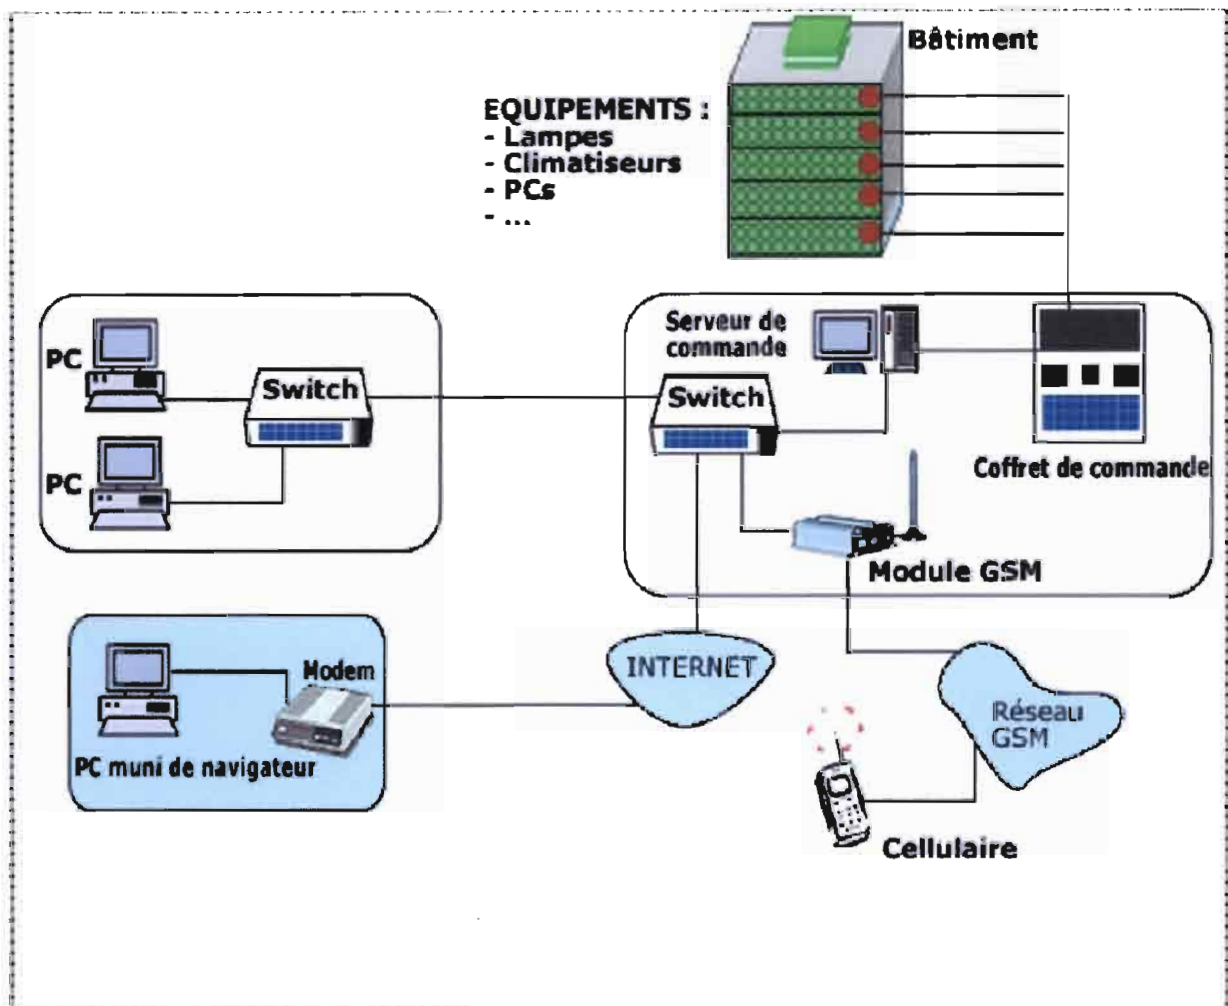 Bâtiment
EQUIPEMENTS :
- Lampes
- Climatiseurs
- PCs
- ...
PC
Switch
PC
Serveur de
commande
Switch
Coffret de commande
Module GSM
Modem
PC muni de navigateur
INTERNET
Réseau
GSM
Cellulaire